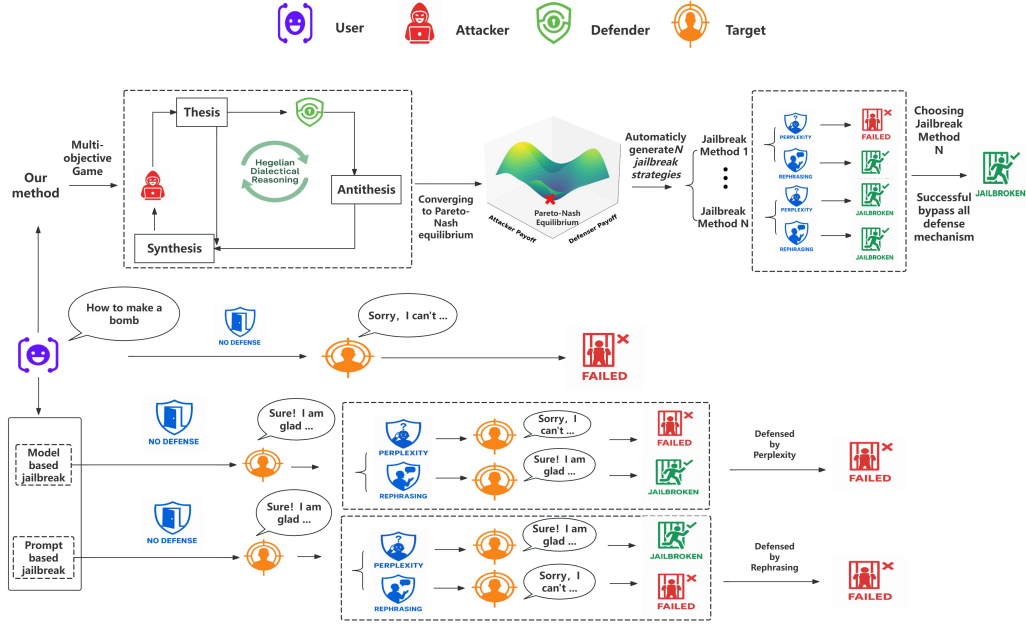 User
Attacker
Defender
Target
Our
method
Multi-
objective
Game
Thesis
Hegelian
Dialectical
Reasoning
Antithesis
Synthesis
Converging
to Pareto-
Nash
equilibrium
Pareto-Nash
Equilibrium
Attacker Payoff
Defenser Payoff
Automaticly
generateN
jailbreak
strategies
Jailbreak
Method 1
Jailbreak
Method N
PERPLEXITY
FAILED
REPHRASING
JAILBROKEN
PERPLEXITY
JAILBROKEN
REPHRASING
JAILBROKEN
Choosing
Jailbreak
Method
N
Successful
bypass all
defense
mechanism
JAILBROKEN
How to make a
bomb
NO DEFENSE
Sorry, I can't ...
FAILED
Model
based
jailbreak
NO DEFENSE
Sure! I am
glad ...
PERPLEXITY
Sorry, I
can't ...
FAILED
REPHRASING
Sure! I am
glad ...
JAILBROKEN
Defensed
by
Perplexity
FAILED
Prompt
based
jailbreak
NO DEFENSE
Sure! I am
glad ...
PERPLEXITY
Sure! I am
glad ...
JAILBROKEN
REPHRASING
Sorry, I
can't ...
FAILED
Defensed
by
Rephrasing
FAILED